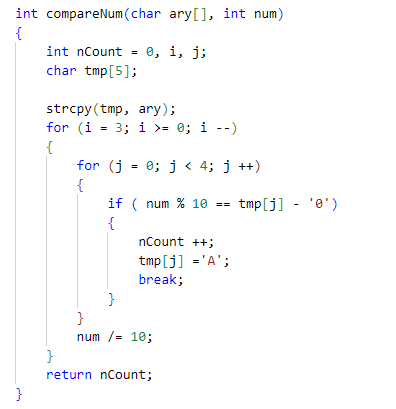 int compareNum(char ary[], int num)
{
    int nCount = 0, i, j;
    char tmp[5];

    strcpy(tmp, ary);
    for (i = 3; i >= 0; i --)
    {
        for (j = 0; j < 4; j ++)
        {
            if ( num % 10 == tmp[j] - '0')
            {
                nCount ++;
                tmp[j] ='A';
                break;
            }
        }
        num /= 10;
    }
    return nCount;
}